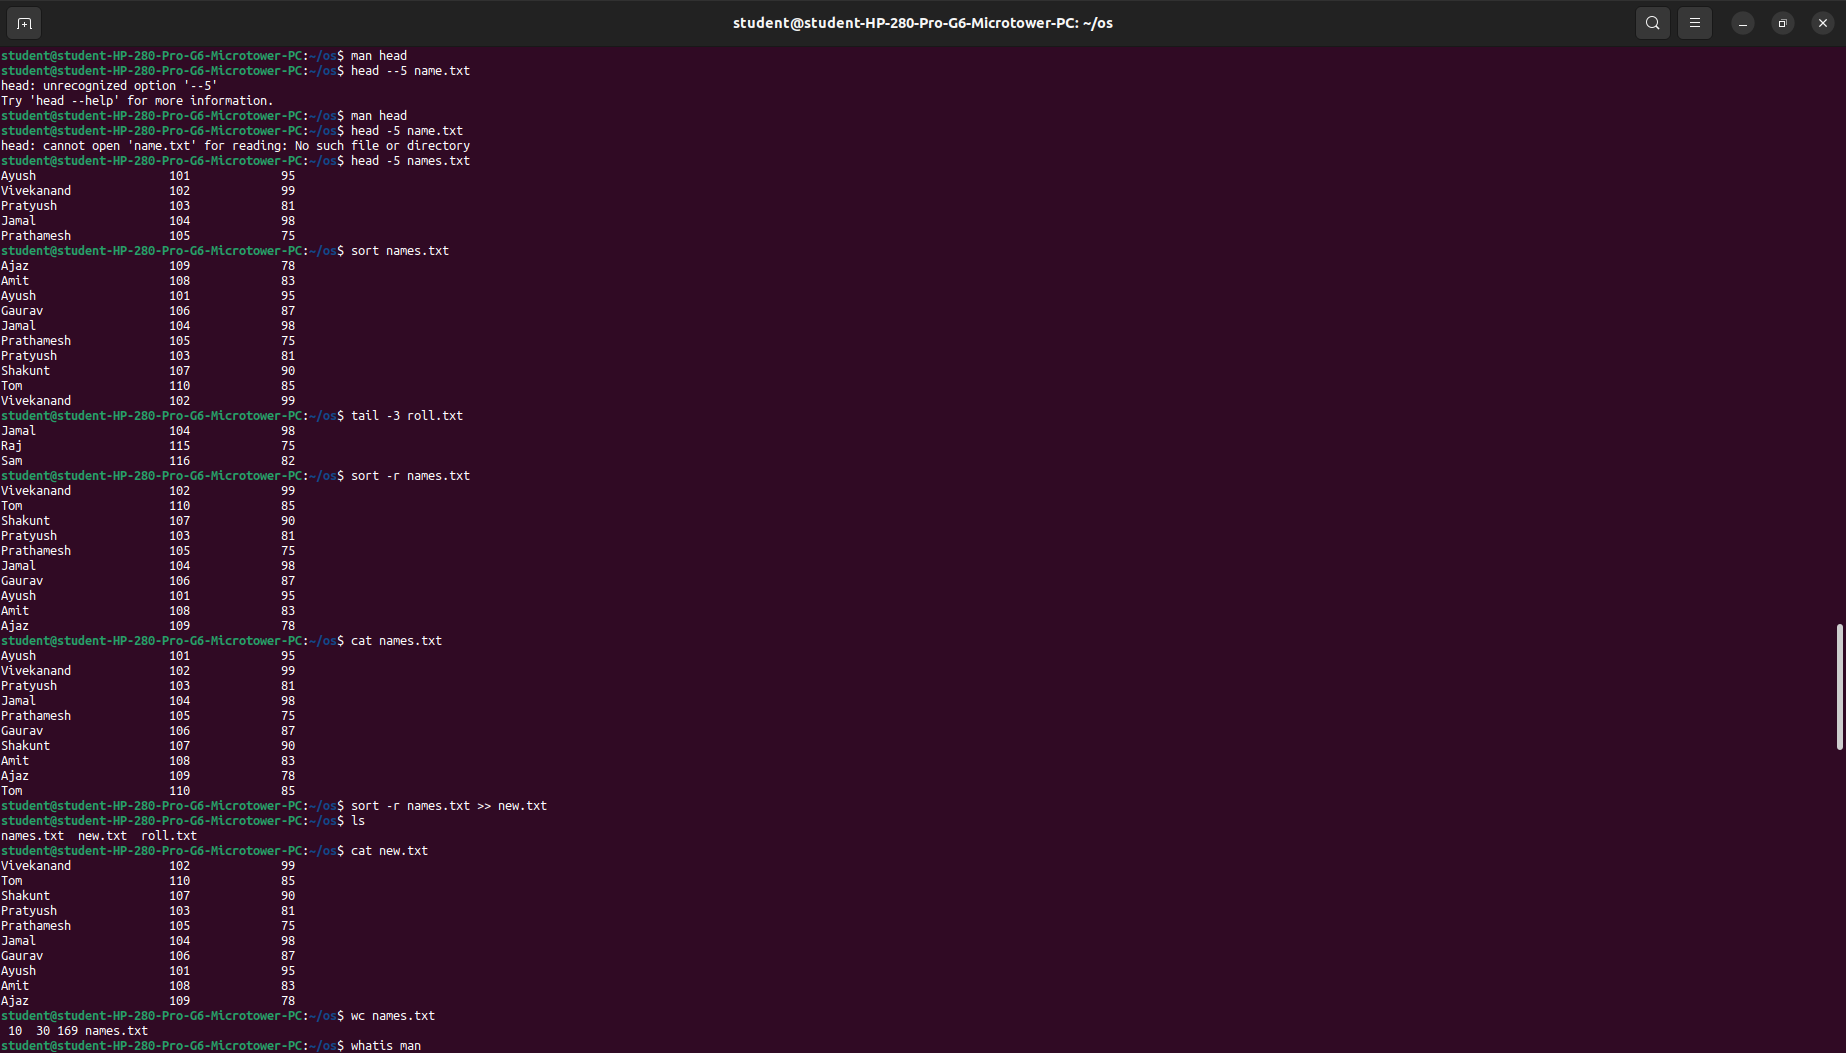 student@student-HP-280-Pro-G6-Microtower-PC: ~/os
student@student-HP-280-Pro-G6-Microtower-PC:~/os$ man head
student@student-HP-280-Pro-G6-Microtower-PC:~/os$ head --5 name.txt
head: unrecognized option '--5'
Try 'head --help' for more information.
student@student-HP-280-Pro-G6-Microtower-PC:~/os$ man head
student@student-HP-280-Pro-G6-Microtower-PC:~/os$ head -5 name.txt
head: cannot open 'name.txt' for reading: No such file or directory
student@student-HP-280-Pro-G6-Microtower-PC:~/os$ head -5 names.txt
Ayush 101 95
Vivekanand 102 99
Pratyush 103 81
Jamal 104 98
Prathamesh 105 75
student@student-HP-280-Pro-G6-Microtower-PC:~/os$ sort names.txt
Ajaz 109 78
Amit 108 83
Ayush 101 95
Gaurav 106 87
Jamal 104 98
Prathamesh 105 75
Pratyush 103 81
Shakunt 107 90
Tom 110 85
Vivekanand 102 99
student@student-HP-280-Pro-G6-Microtower-PC:~/os$ tail -3 roll.txt
Jamal 104 98
Raj 115 75
Sam 116 82
student@student-HP-280-Pro-G6-Microtower-PC:~/os$ sort -r names.txt
Vivekanand 102 99
Tom 110 85
Shakunt 107 90
Pratyush 103 81
Prathamesh 105 75
Jamal 104 98
Gaurav 106 87
Ayush 101 95
Amit 108 83
Ajaz 109 78
student@student-HP-280-Pro-G6-Microtower-PC:~/os$ cat names.txt
Ayush 101 95
Vivekanand 102 99
Pratyush 103 81
Jamal 104 98
Prathamesh 105 75
Gaurav 106 87
Shakunt 107 90
Amit 108 83
Ajaz 109 78
Tom 110 85
student@student-HP-280-Pro-G6-Microtower-PC:~/os$ sort -r names.txt >> new.txt
student@student-HP-280-Pro-G6-Microtower-PC:~/os$ ls
names.txt new.txt roll.txt
student@student-HP-280-Pro-G6-Microtower-PC:~/os$ cat new.txt
Vivekanand 102 99
Tom 110 85
Shakunt 107 90
Pratyush 103 81
Prathamesh 105 75
Jamal 104 98
Gaurav 106 87
Ayush 101 95
Amit 108 83
Ajaz 109 78
student@student-HP-280-Pro-G6-Microtower-PC:~/os$ wc names.txt
10 30 169 names.txt
student@student-HP-280-Pro-G6-Microtower-PC:~/os$ whatis man